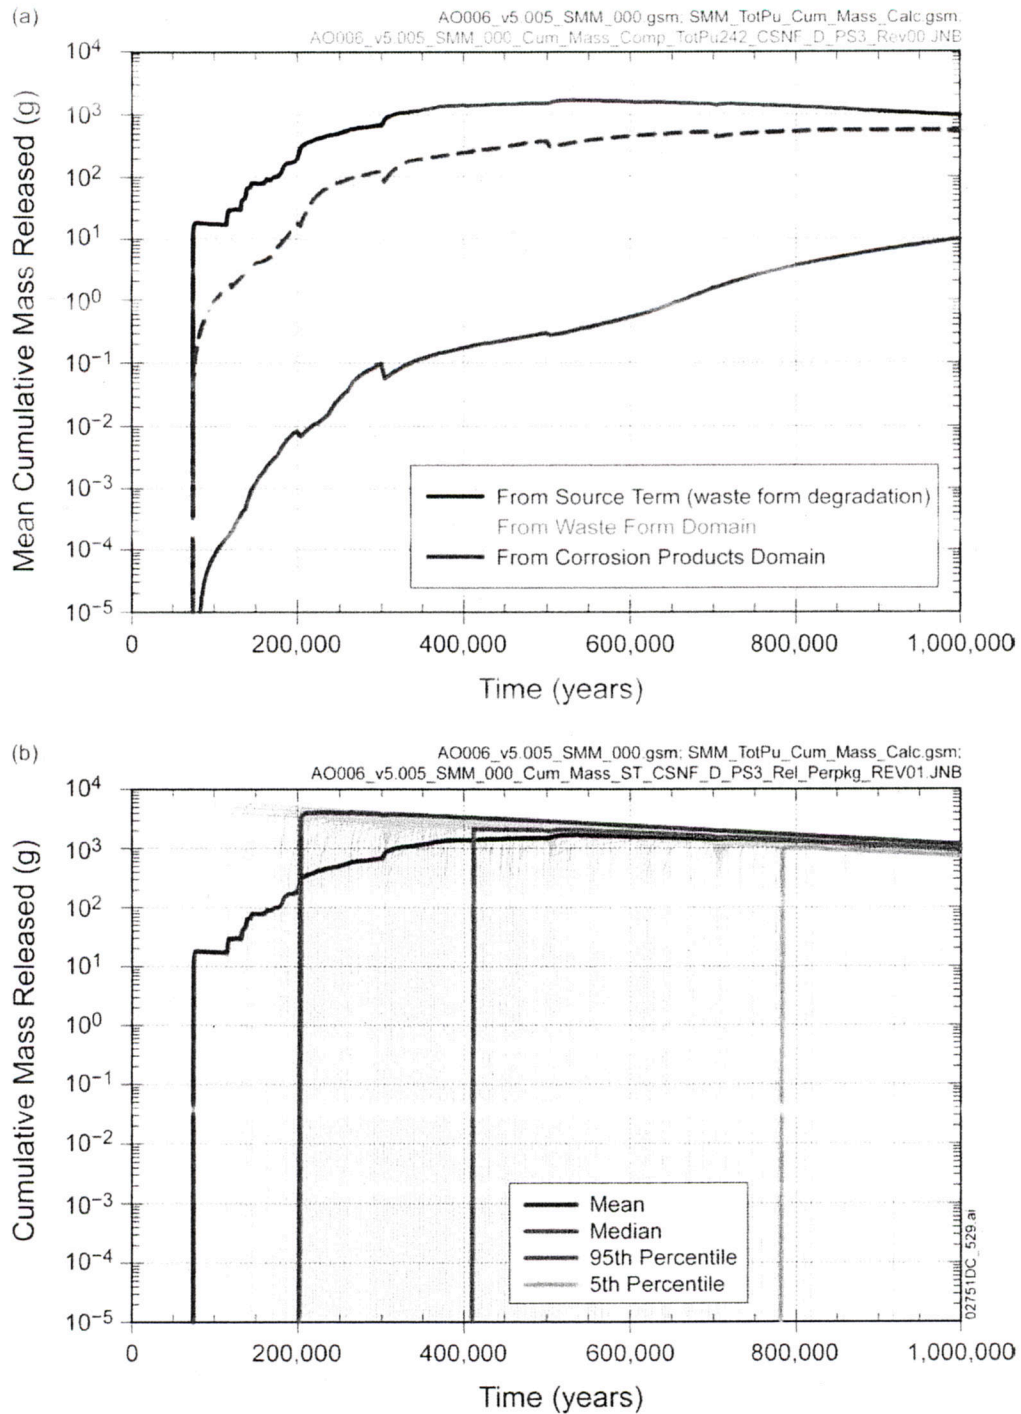 (a)
AO006_v5.005_SMM_000.gsm; SMM_TotPu_Cum_Mass_Calc.gsm;
AO006_v5.005_SMM_000_Cum_Mass_Comp_TotPu242_CSNF_D_PS3_Rev00.JNB
Mean Cumulative Mass Released (g)
10⁴
10³
10²
10¹
10⁰
10⁻¹
10⁻²
10⁻³
10⁻⁴
10⁻⁵
From Source Term (waste form degradation)
From Waste Form Domain
From Corrosion Products Domain
0 200,000 400,000 600,000 800,000 1,000,000
Time (years)
(b)
AO006_v5.005_SMM_000.gsm; SMM_TotPu_Cum_Mass_Calc.gsm;
AO006_v5.005_SMM_000_Cum_Mass_ST_CSNF_D_PS3_Rel_Perpkg_REV01.JNB
Cumulative Mass Released (g)
10⁴
10³
10²
10¹
10⁰
10⁻¹
10⁻²
10⁻³
10⁻⁴
10⁻⁵
Mean
Median
95th Percentile
5th Percentile
02751DC_529.ai
0 200,000 400,000 600,000 800,000 1,000,000
Time (years)